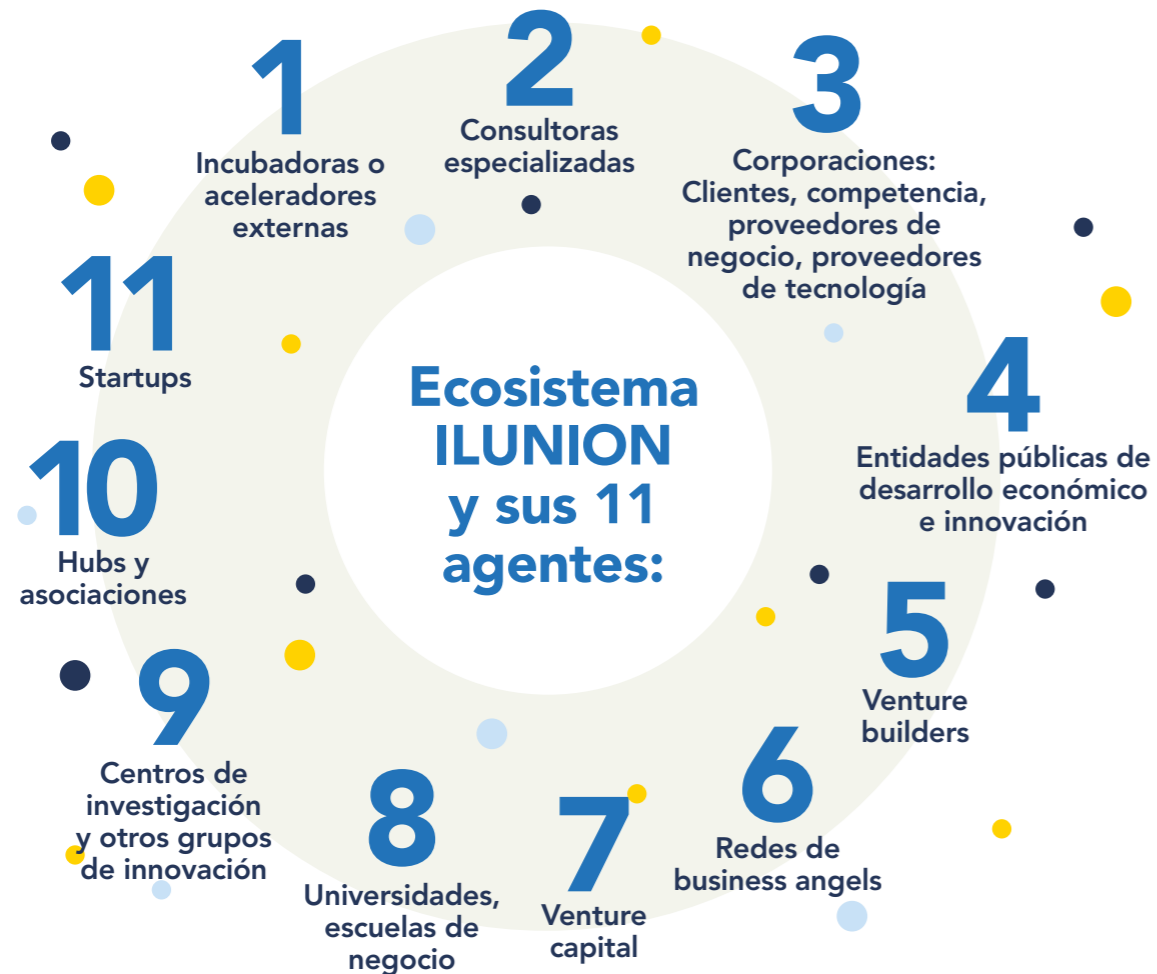 1
Incubadoras o
aceleradores
externas
2
Consultoras
especializadas
3
Corporaciones:
Clientes, competencia,
proveedores de
negocio, proveedores
de tecnología
4
Entidades públicas de
desarrollo económico
e innovación
5
Venture
builders
6
Redes de
business angels
7
Venture
capital
8
Universidades,
escuelas de
negocio
9
Centros de
investigación
y otros grupos
de innovación
10
Hubs y
asociaciones
11
Startups
Ecosistema
ILUNION
y sus 11
agentes: